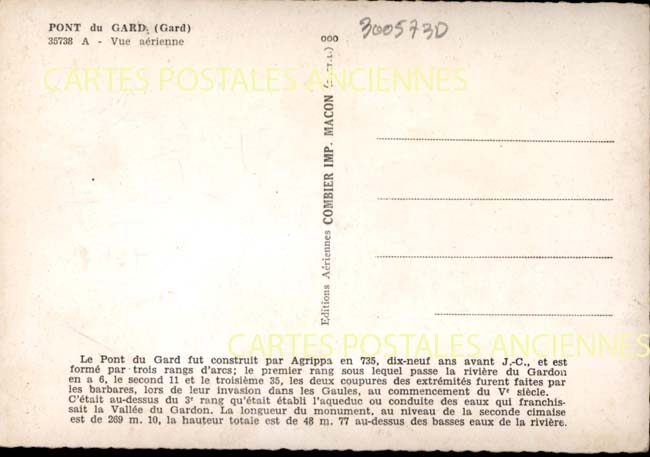 PONT du GARD. (Gard)
35738 A - Vue aérienne
3005730
CARTES POSTALES ANCIENNES
Editions Aériennes COMBIER IMP. MACON
CARTES POSTALES ANCIENNES
Le Pont du Gard fut construit par Agrippa en 735, dix-neuf ans avant J.-C., et est
formé par trois rangs d'arcs; le premier rang sous lequel passe la rivière du Gardon
en a 6, le second 11 et le troisième 35, les deux coupures des extrémités furent faites par
les barbares, lors de leur invasion dans les Gaules, au commencement du Vᵉ siècle.
C'était au-dessus du 3ᵉ rang qu'était établi l'aqueduc ou conduite des eaux qui franchis-
sait la Vallée du Gardon. La longueur du monument, au niveau de la seconde cimaise
est de 269 m. 10, la hauteur totale est de 48 m. 77 au-dessus des basses eaux de la rivière.